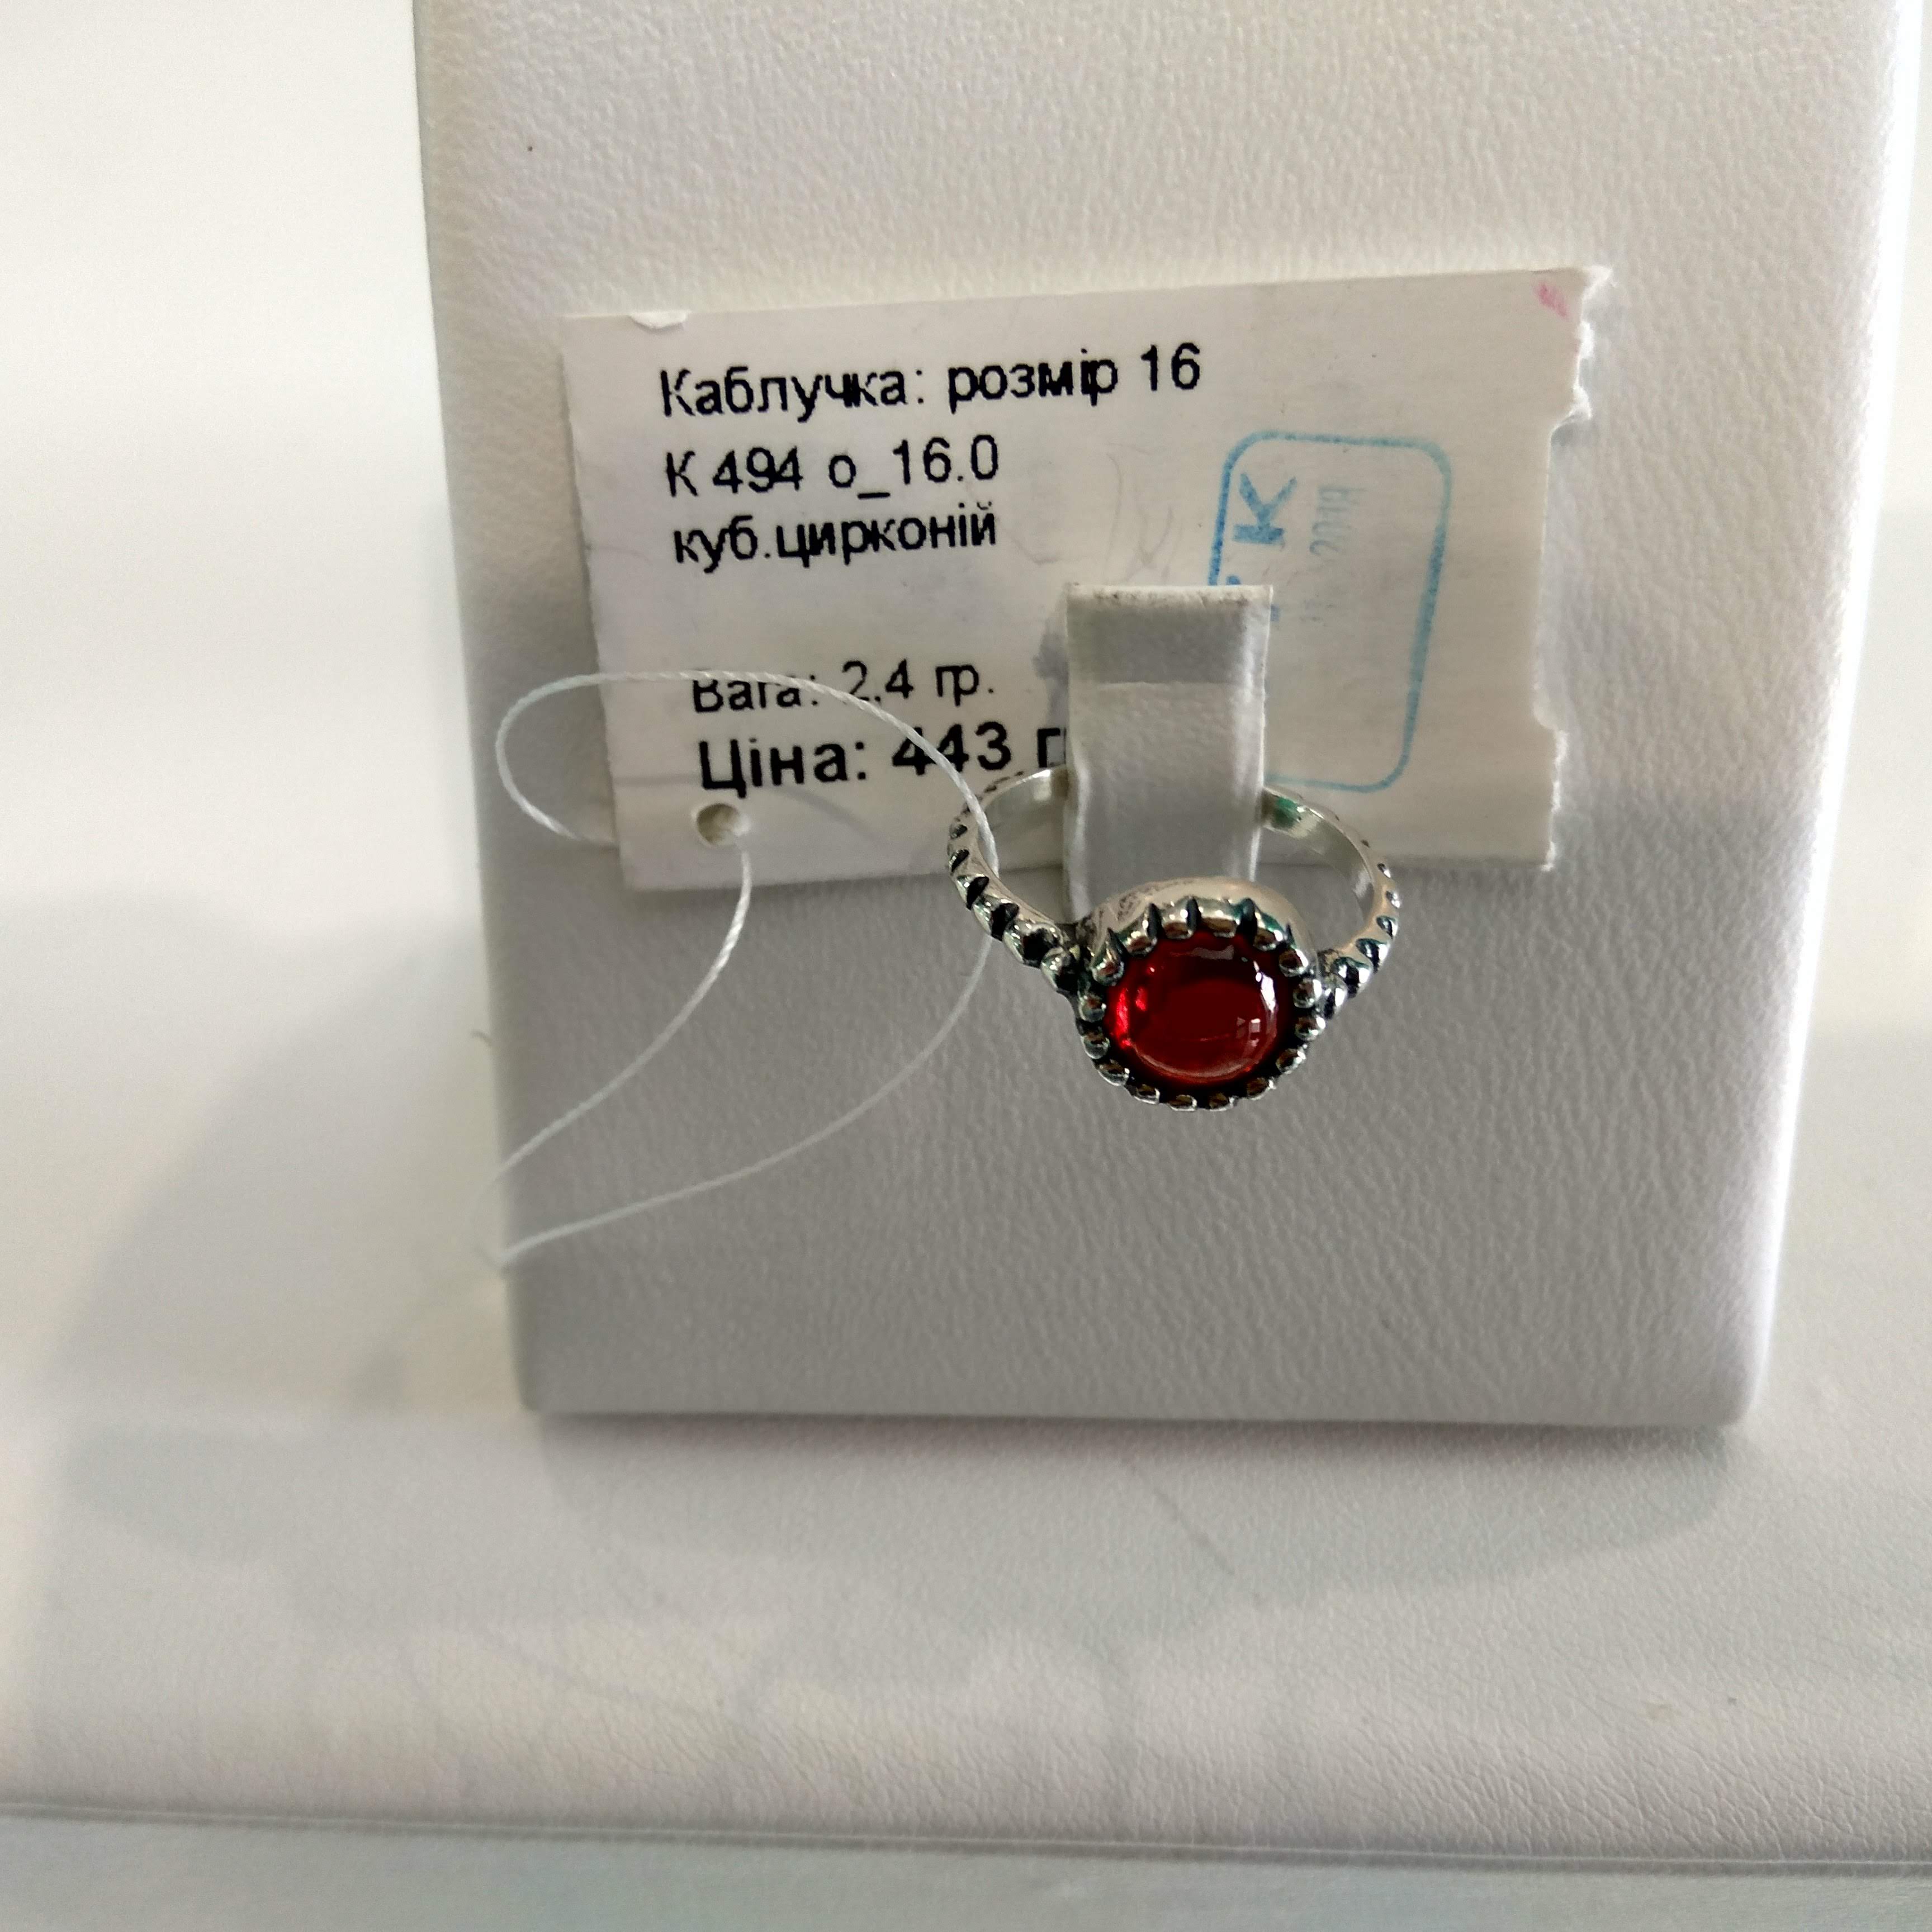 Каблучка: розмір 16
К 494 о_16.0
куб.цирконій
Вага: 2,4 гр.
Ціна: 443 г
К